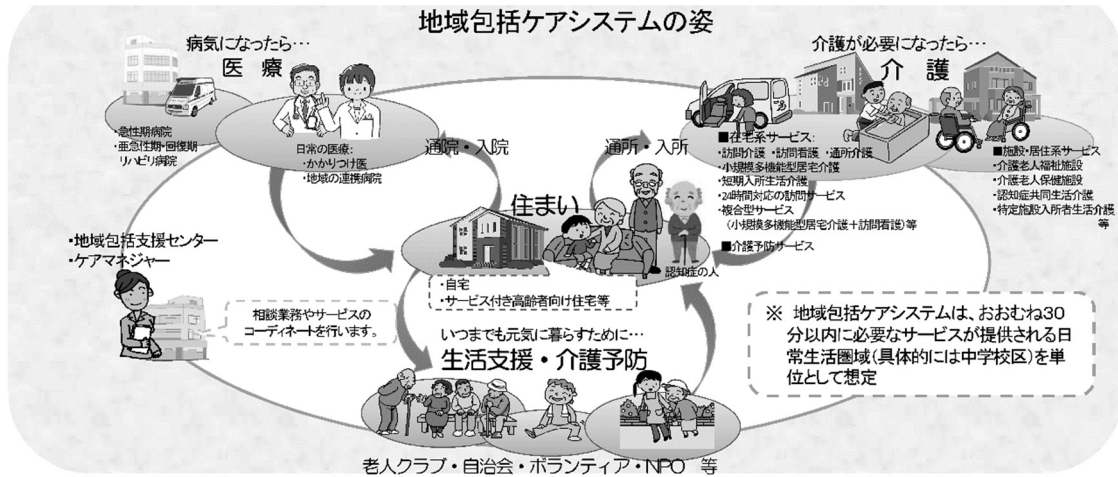 地域包括ケアシステムの姿
病気になったら…
医 療
・急性期病院
・亜急性期・回復期
リハビリ病院
日常の医療:
・かかりつけ医
・地域の連携病院
通院・入院
通所・入所
介護が必要になったら…
介 護
■在宅系サービス:
・訪問介護 ・訪問看護 ・通所介護
・小規模多機能型居宅介護
・短期入所生活介護
・24時間対応の訪問サービス
・複合型サービス
(小規模多機能型居宅介護+訪問看護)等
■介護予防サービス
■施設・居住系サービス
・介護老人福祉施設
・介護老人保健施設
・認知症共同生活介護
・特定施設入所者生活介護
等
住まい
認知症の人
・自宅
・サービス付き高齢者向け住宅等
・地域包括支援センター
・ケアマネジャー
相談業務やサービスの
コーディネートを行います。
いつまでも元気に暮らすために…
生活支援・介護予防
老人クラブ・自治会・ボランティア・NPO 等
※ 地域包括ケアシステムは、おおむね30
分以内に必要なサービスが提供される日
常生活圏域(具体的には中学校区)を単
位として想定